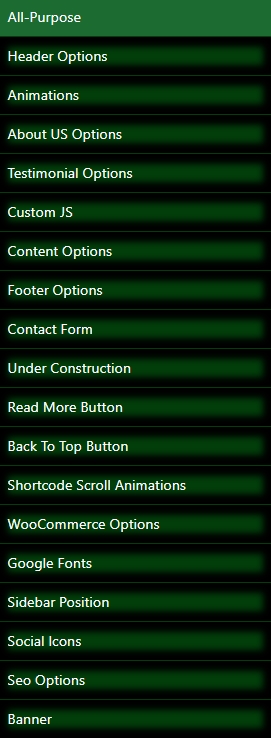 All-Purpose
Header Options
Animations
About US Options
Testimonial Options
Custom JS
Content Options
Footer Options
Contact Form
Under Construction
Read More Button
Back To Top Button
Shortcode Scroll Animations
WooCommerce Options
Google Fonts
Sidebar Position
Social Icons
Seo Options
Banner